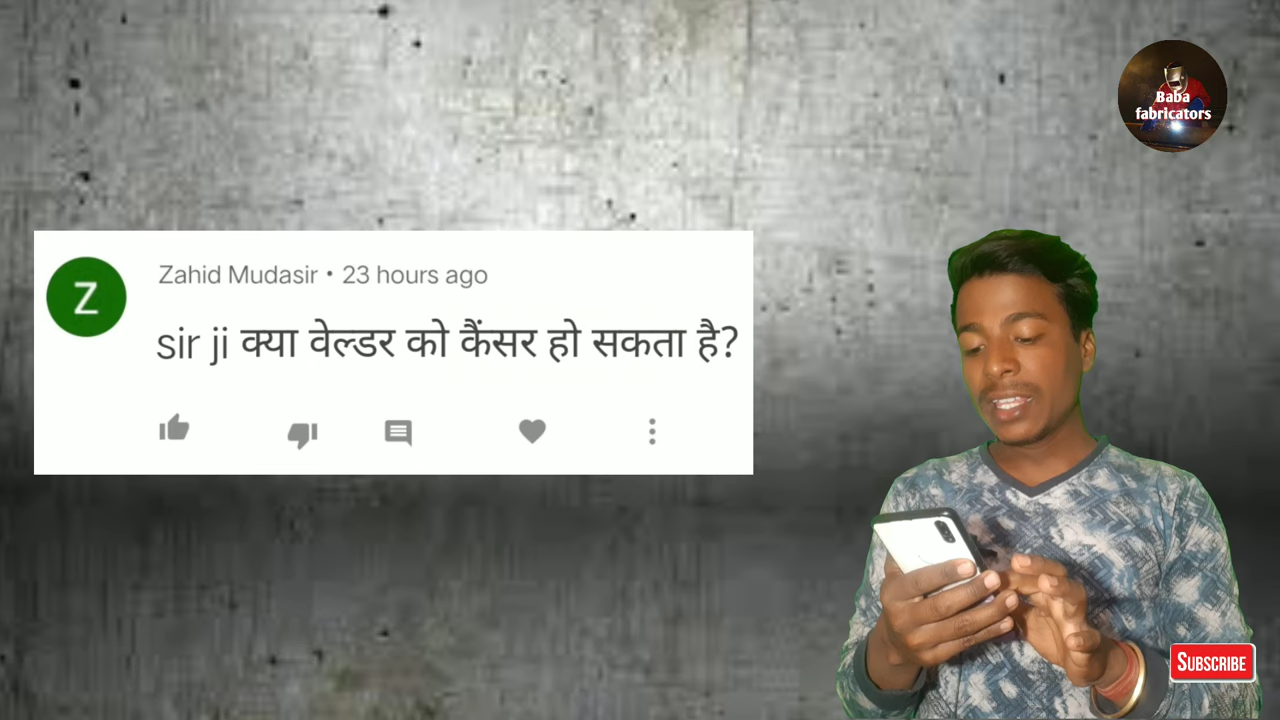 Baba
fabricators
Zahid Mudasir • 23 hours ago
Z
sir ji क्या वेल्डर को कैंसर हो सकता है?
SUBSCRIBE